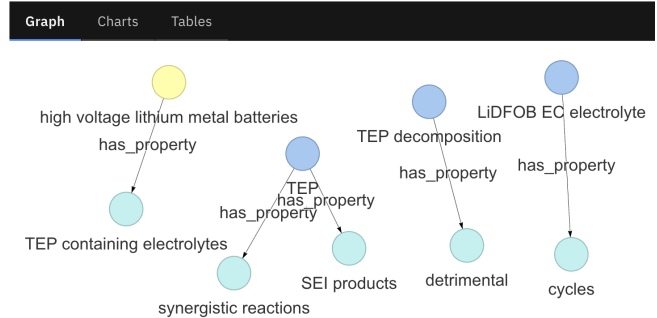 Graph Charts Tables
high voltage lithium metal batteries
has_property
TEP containing electrolytes
TEP
has_property
has_property
synergistic reactions
SEI products
TEP decomposition
has_property
detrimental
LiDFOB EC electrolyte
has_property
cycles